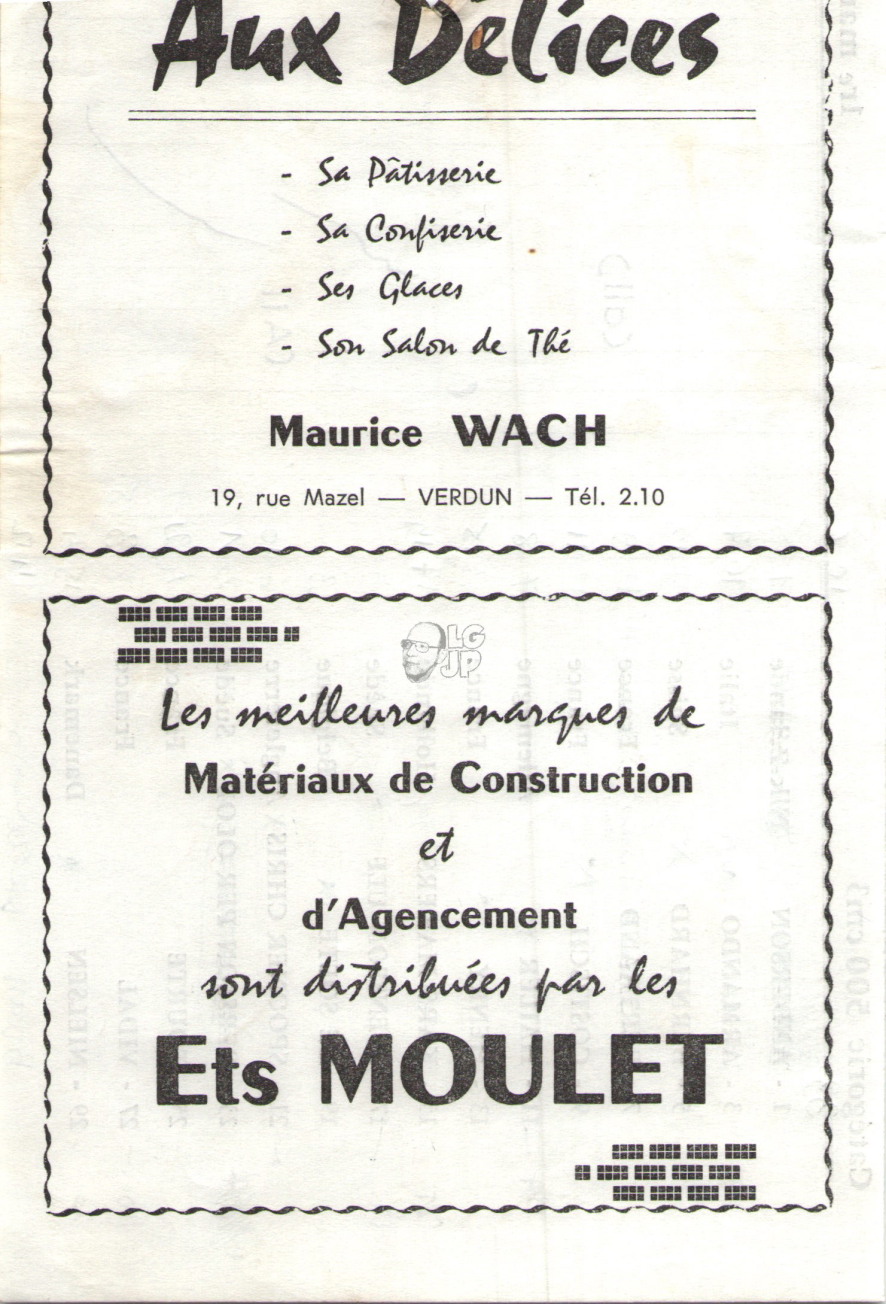 Aux Délices
- Sa Pâtisserie
- Sa Confiserie
- Ses Glaces
- Son Salon de Thé
Maurice WACH
19, rue Mazel — VERDUN — Tél. 2.10
LG
JP
Les meilleures marques de
Matériaux de Construction
et
d'Agencement
sont distribuées par les
Ets MOULET